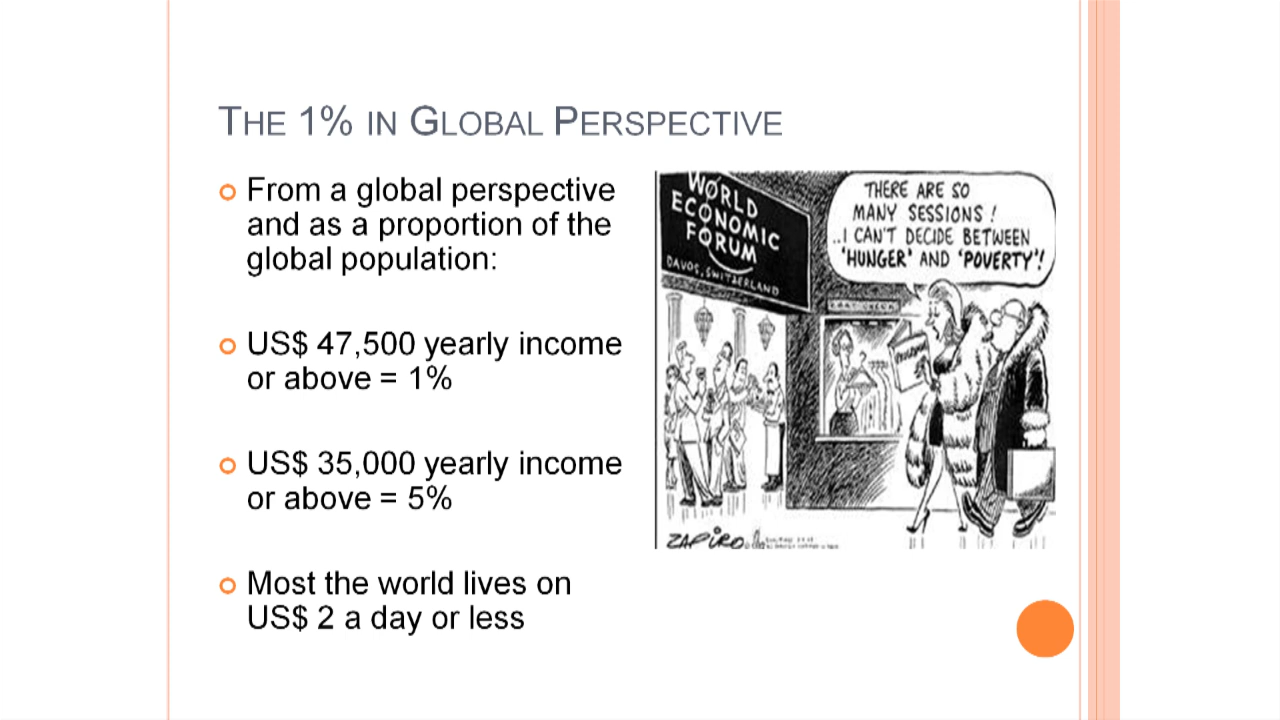 THE 1% IN GLOBAL PERSPECTIVE
From a global perspective
and as a proportion of the
global population:
US$ 47,500 yearly income
or above = 1%
US$ 35,000 yearly income
or above = 5%
Most the world lives on
US$ 2 a day or less
WORLD
ECONOMIC
FORUM
DAVOS, SWITZERLAND
THERE ARE SO
MANY SESSIONS!
..I CAN'T DECIDE BETWEEN
'HUNGER' AND 'POVERTY'!
ZAPIRO